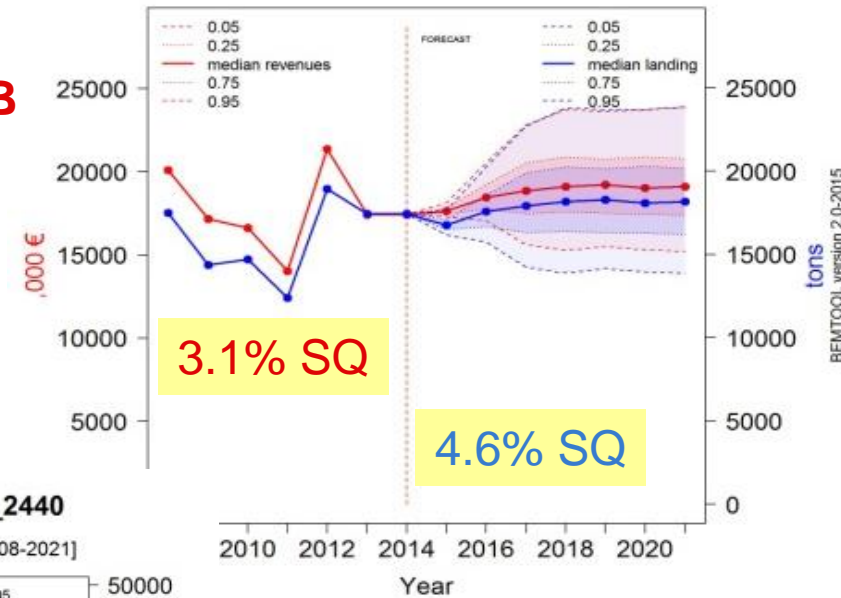 0.05
0.25
median revenues
0.75
0.95
FORECAST
0.05
0.25
median landing
0.75
0.95
B
25000
20000
15000
10000
5000
,000 €
25000
20000
15000
10000
5000
0
tons
BEMTOOL version 2.0-2015
3.1% SQ
4.6% SQ
2010 2012 2014 2016 2018 2020
Year
_2440
08-2021]
50000